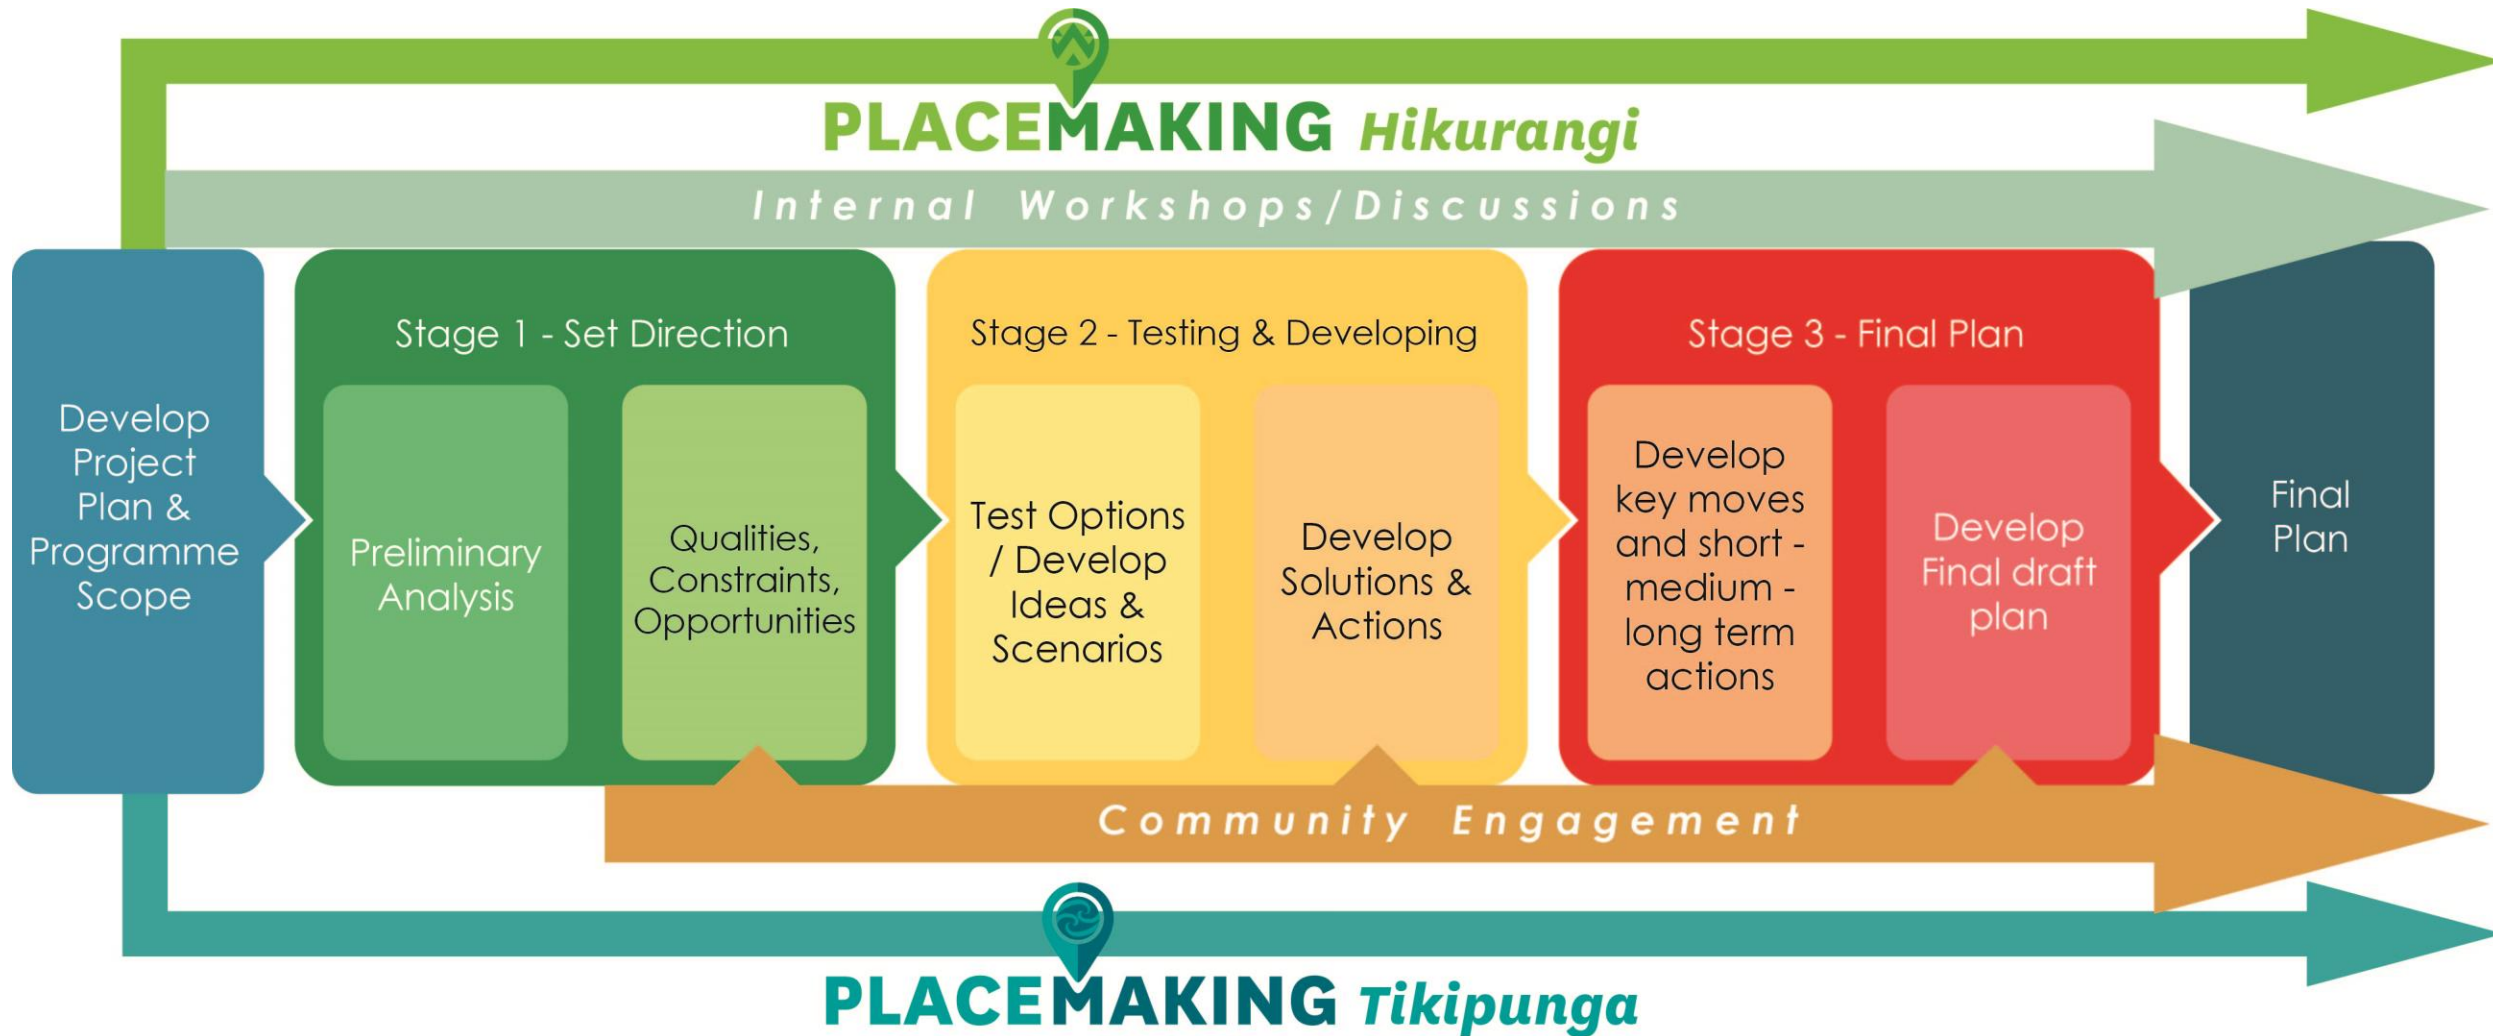 PLACEMAKING Hikurangi
Internal Workshops/Discussions
Develop
Project
Plan &
Programme
Scope
Stage 1 - Set Direction
Preliminary
Analysis
Qualities,
Constraints,
Opportunities
Stage 2 - Testing & Developing
Test Options
/ Develop
Ideas &
Scenarios
Develop
Solutions &
Actions
Stage 3 - Final Plan
Develop
key moves
and short -
medium -
long term
actions
Develop
Final draft
plan
Final
Plan
Community Engagement
PLACEMAKING Tikipunga